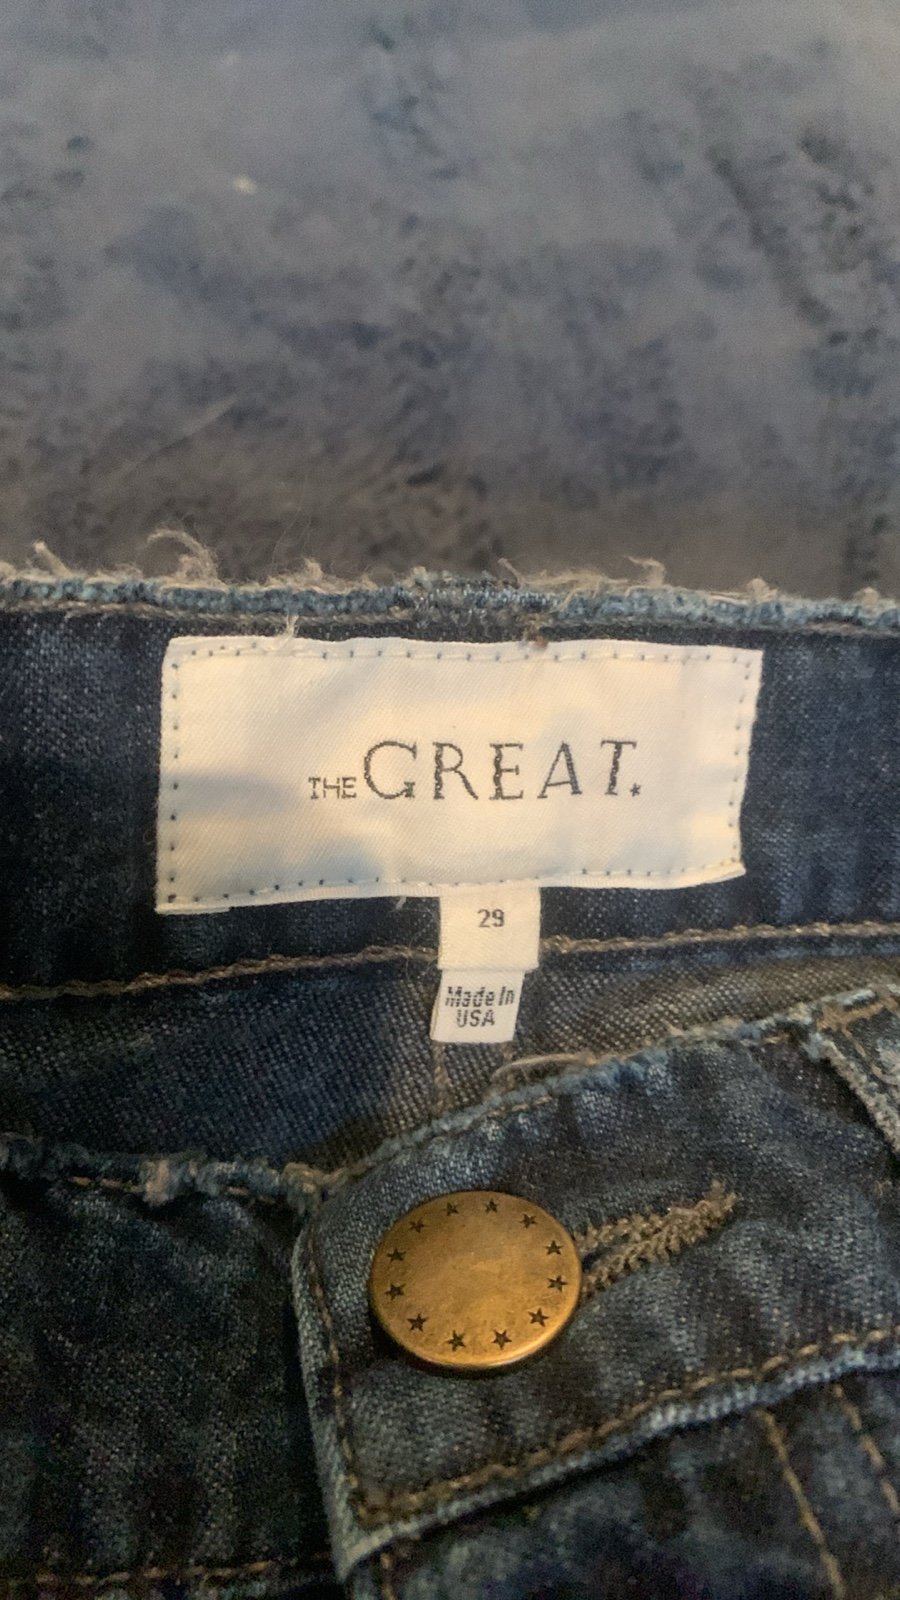 THE GREAT.
29
Made In
USA